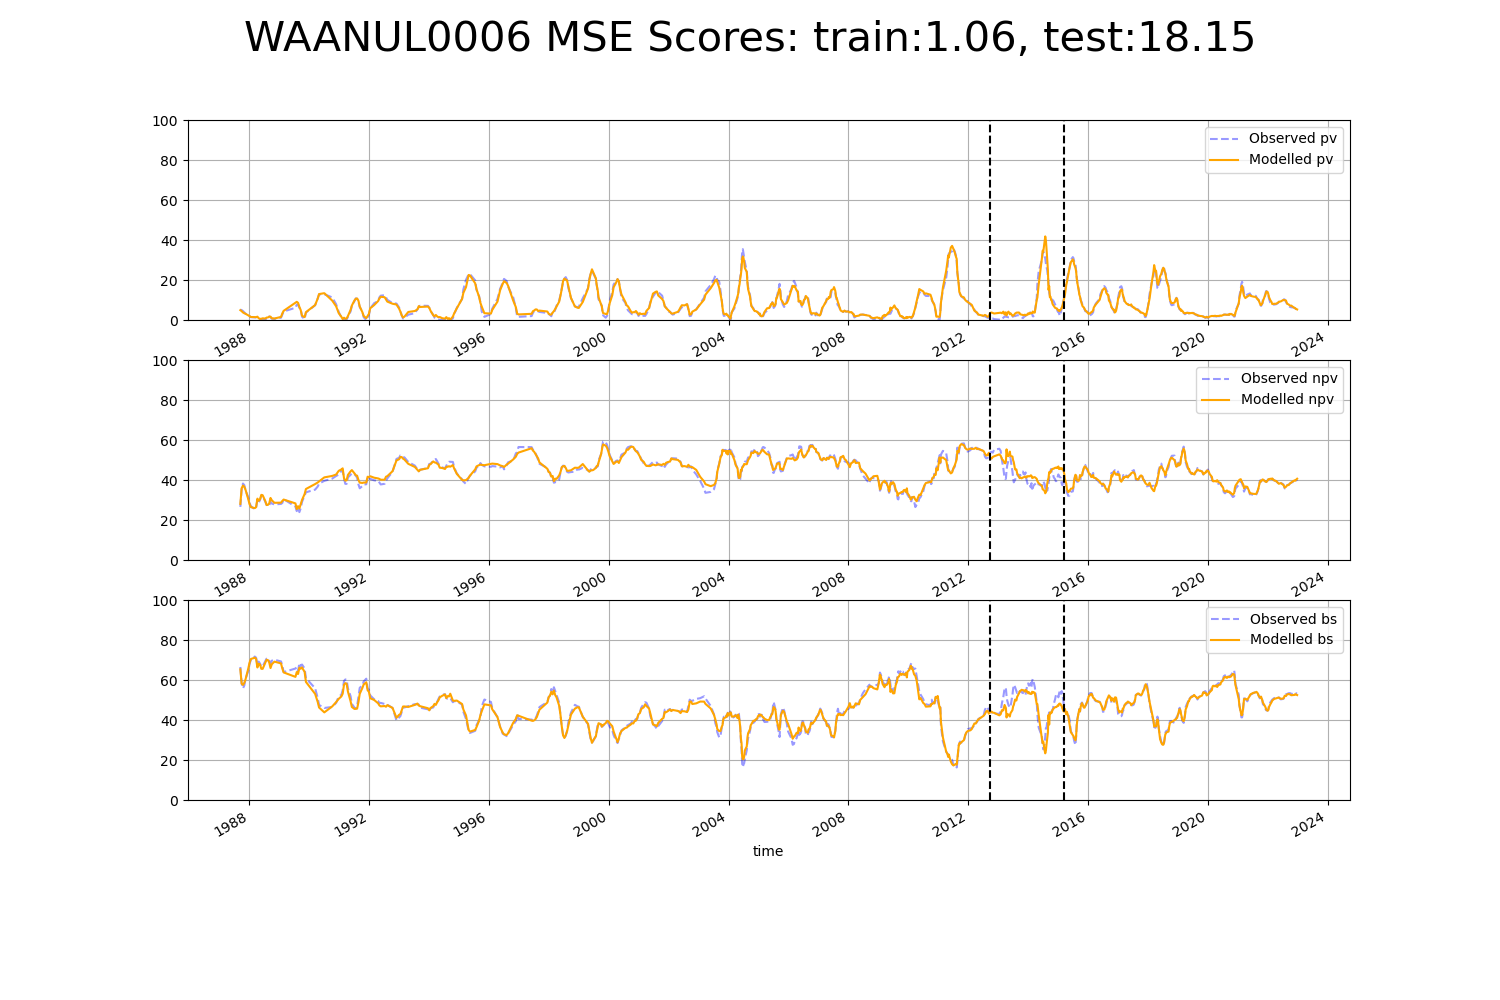 WAANUL0006 MSE Scores: train:1.06, test:18.15
100
80
60
40
20
0
Observed pv
Modelled pv
1988 1992 1996 2000 2004 2008 2012 2016 2020 2024
100
80
60
40
20
0
Observed npv
Modelled npv
1988 1992 1996 2000 2004 2008 2012 2016 2020 2024
100
80
60
40
20
0
Observed bs
Modelled bs
1988 1992 1996 2000 2004 2008 2012 2016 2020 2024
time